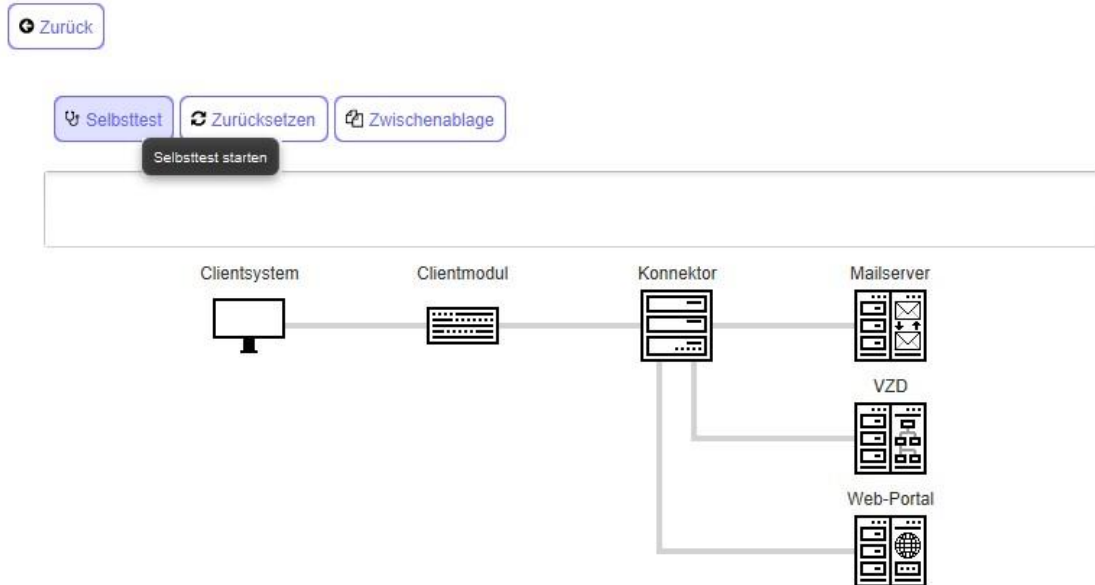 Zurück
Selbsttest Zurücksetzen Zwischenablage
Selbsttest starten
Clientsystem Clientmodul Konnektor Mailserver
VZD
Web-Portal